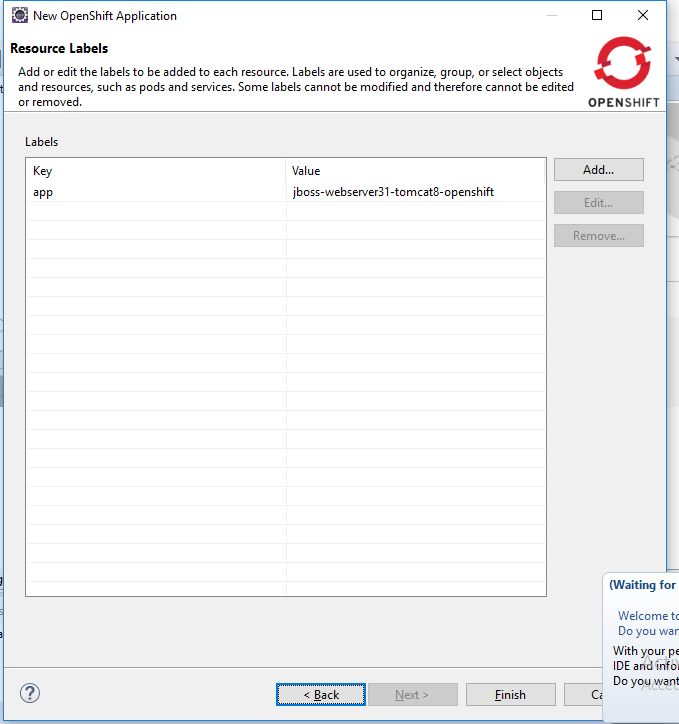 New OpenShift Application
Resource Labels
Add or edit the labels to be added to each resource. Labels are used to organize, group, or select objects
and resources, such as pods and services. Some labels cannot be modified and therefore cannot be edited
or removed.
OPENSHIFT
Labels
Key Value
app jboss-webserver31-tomcat8-openshift
Add...
Edit...
Remove...
(Waiting for
Welcome to
Do you wan
With your pe
IDE and infor
Do you want
? < Back Next > Finish Ca